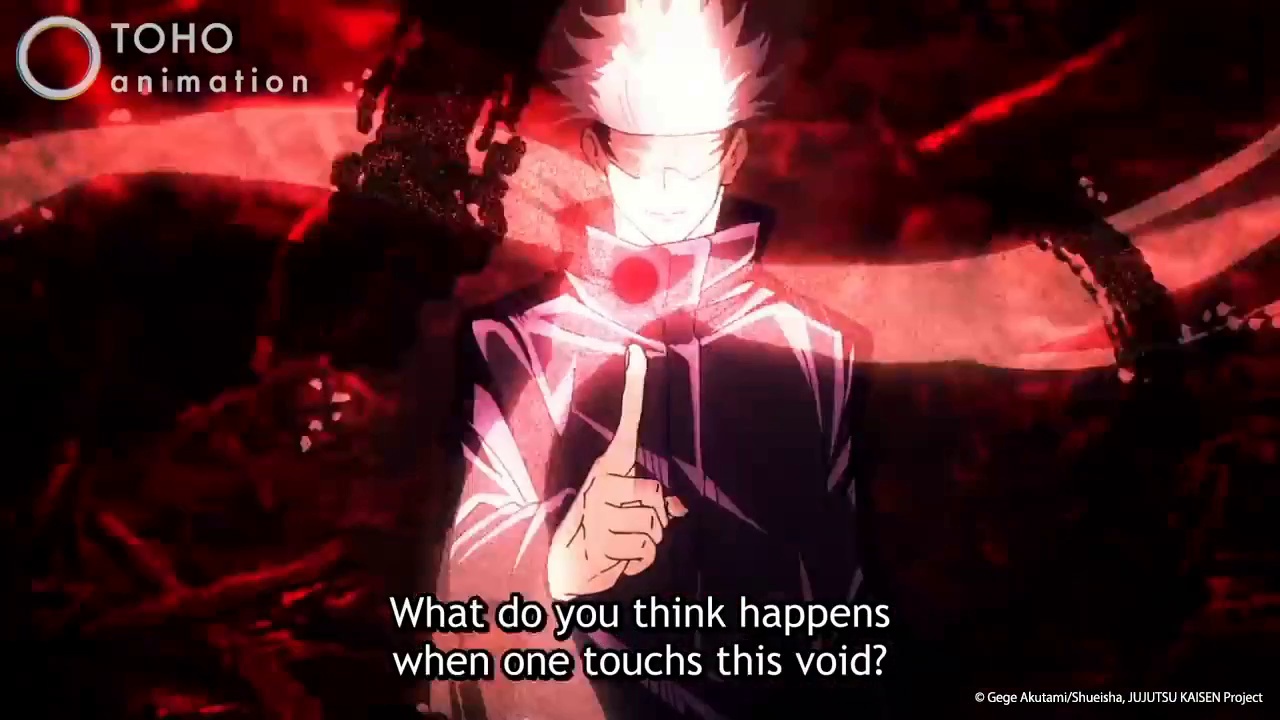 TOHO
animation
What do you think happens
when one touchs this void?
© Gege Akutami/Shueisha, JUJUTSU KAISEN Project